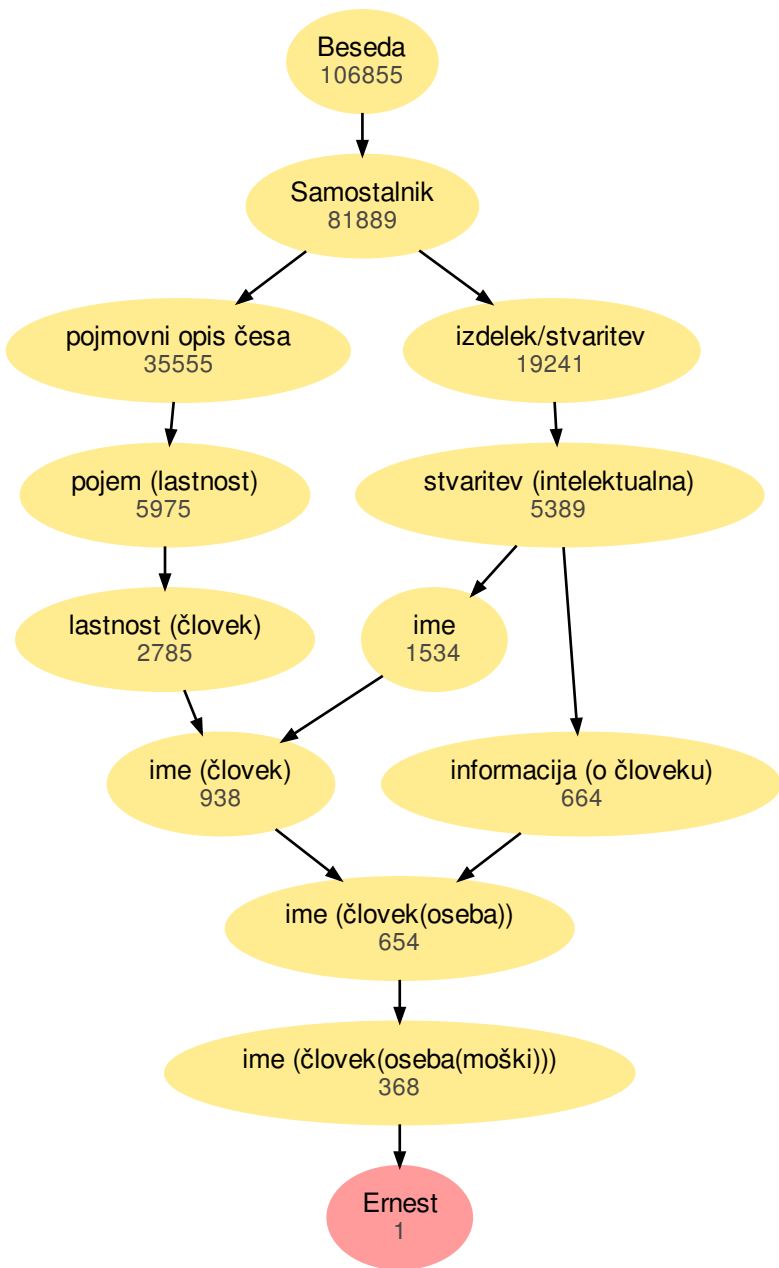 Beseda
106855
Samostalnik
81889
pojmovni opis česa
35555
izdelek/stvaritev
19241
pojem (lastnost)
5975
stvaritev (intelektualna)
5389
lastnost (človek)
2785
ime
1534
ime (človek)
938
informacija (o človeku)
664
ime (človek(oseba))
654
ime (človek(oseba(moški)))
368
Ernest
1